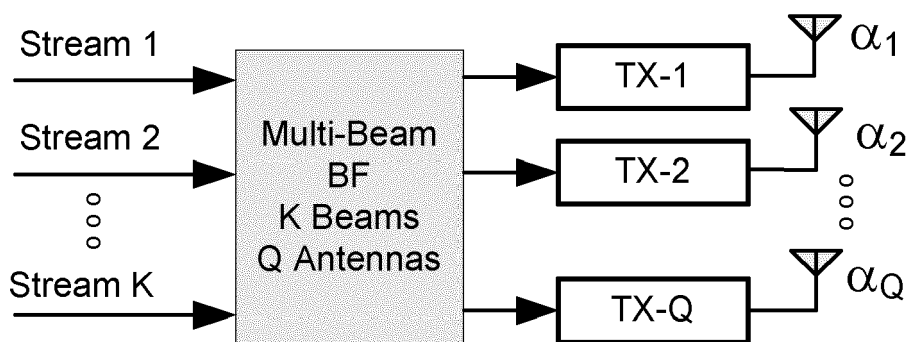 Stream 1
Stream 2
Stream K
Multi-Beam
BF
K Beams
Q Antennas
TX-1
TX-2
TX-Q
α1
α2
αQ